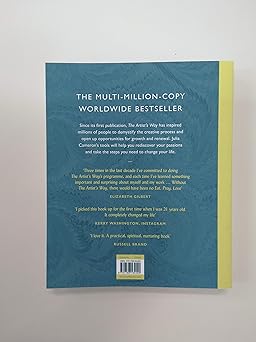 THE MULTI-MILLION-COPY
WORLDWIDE BESTSELLER
Since its first publication, The Artist's Way has inspired
millions of people to demystify the creative process and
open up opportunities for growth and renewal. Julia
Cameron's tools will help you rediscover your passions
and take the steps you need to change your life.
'Three times in the last decade I've committed to doing
The Artist's Way's programme, and each time I've learned something
important and surprising about myself and my work ... Without
The Artist's Way, there would have been no Eat, Pray, Love'
ELIZABETH GILBERT
'I picked this book up for the first time when I was 21 years old.
It completely changed my life'
KERRY WASHINGTON, INSTAGRAM
'I love it. A practical, spiritual, nurturing book'
RUSSELL BRAND